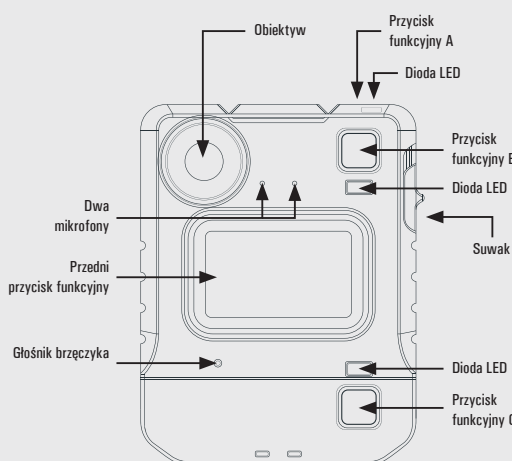 Obiektyw
Przycisk
funkcyjny A
Dioda LED
Przycisk
funkcyjny B
Dioda LED
Dwa
mikrofony
Suwak
Przedni
przycisk funkcyjny
Głośnik brzęczyka
Dioda LED
Przycisk
funkcyjny C